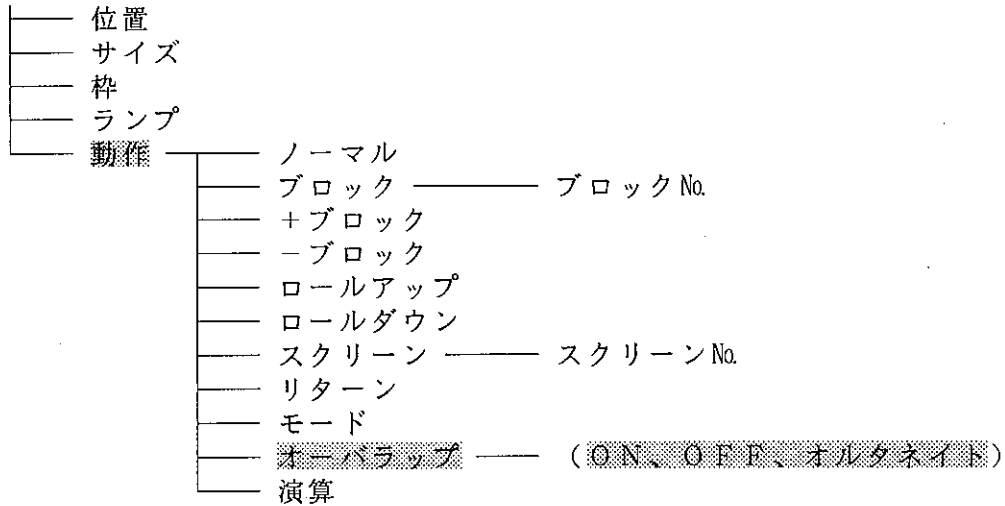 位置
サイズ
枠
ランプ
動作
ノーマル
ブロック ブロック№
+ブロック
-ブロック
ロールアップ
ロールダウン
スクリーン スクリーン№
リターン
モード
オーバラップ (ON、OFF、オルタネイト)
演算